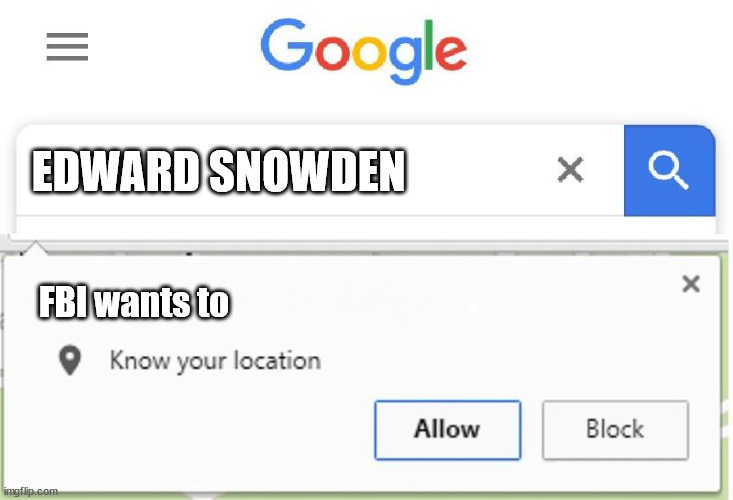 Google
EDWARD SNOWDEN
FBI wants to
Know your location
Allow
Block
imgflip.com